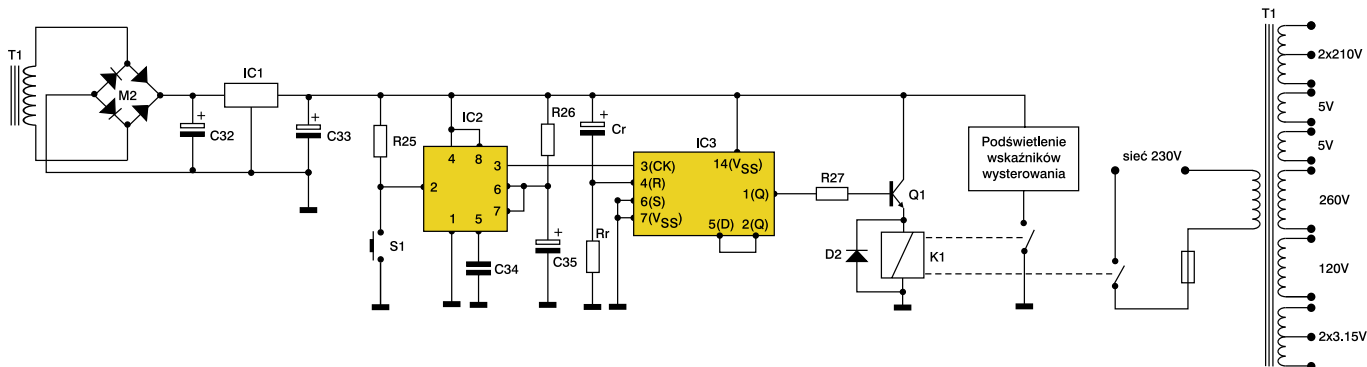 T1
M2
IC1
+
C32
+
C33
R25
S1
IC2
4
8
2
3
6
7
1
5
C34
R26
+
C35
+
Cr
Rr
IC3
3(CK)
14(VSS)
4(R)
1(Q)
6(S)
7(VSS)
5(D)
2(Q)
R27
Q1
D2
K1
Podświetlenie
wskaźników
wysterowania
sieć 230V
T1
2x210V
5V
5V
260V
120V
2x3.15V